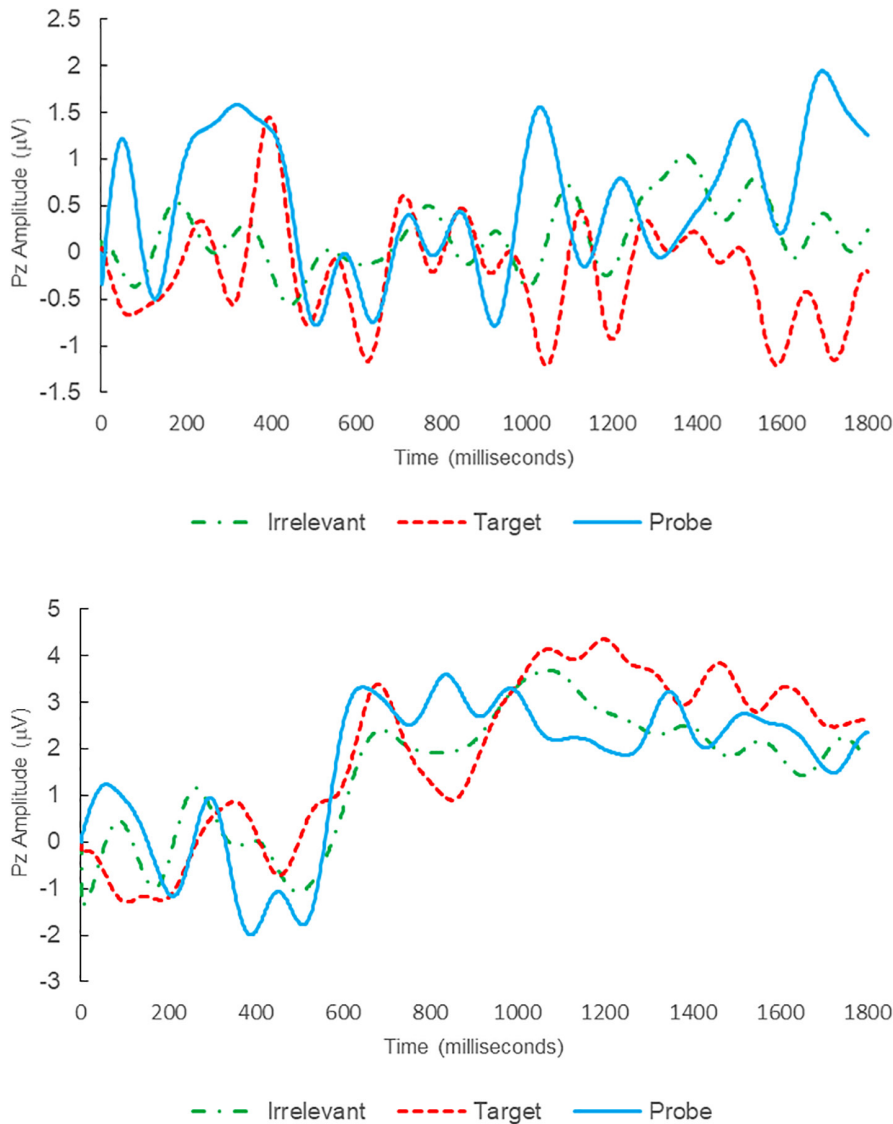 2.5
2
1.5
1
0.5
0
-0.5
-1
-1.5
Pz Amplitude (μV)
0 200 400 600 800 1000 1200 1400 1600 1800
Time (milliseconds)
Irrelevant Target Probe
5
4
3
2
1
0
-1
-2
-3
Pz Amplitude (μV)
0 200 400 600 800 1000 1200 1400 1600 1800
Time (milliseconds)
Irrelevant Target Probe